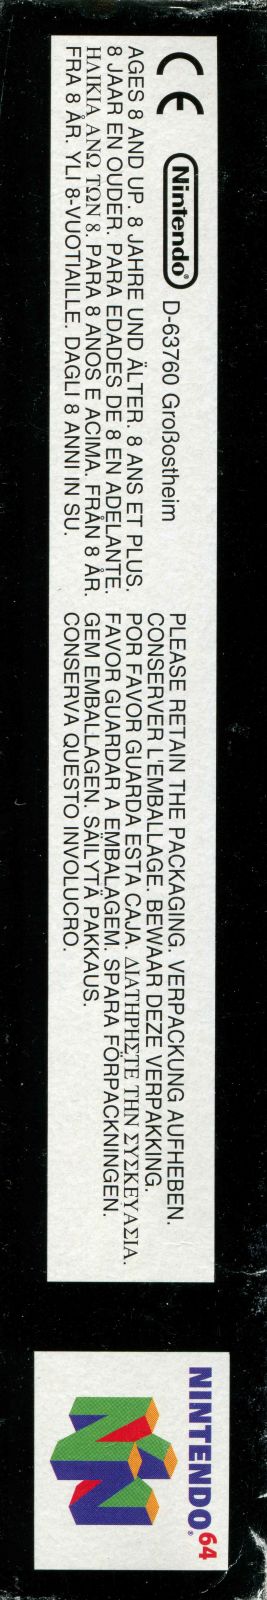 CE
Nintendo® D-63760 Großostheim
AGES 8 AND UP. 8 JAHRE UND ÄLTER. 8 ANS ET PLUS.
8 JAAR EN OUDER. PARA EDADES DE 8 EN ADELANTE.
ΗΛΙΚΙΑ ΑΝΩ ΤΩΝ 8. PARA 8 ANOS E ACIMA. FRÅN 8 ÅR.
FRA 8 ÅR. YLI 8-VUOTIAILLE. DAGLI 8 ANNI IN SU.
PLEASE RETAIN THE PACKAGING. VERPACKUNG AUFHEBEN.
CONSERVER L'EMBALLAGE. BEWAAR DEZE VERPAKKING.
POR FAVOR GUARDA ESTA CAJA. ΔΙΑΤΗΡΗΣΤΕ ΤΗΝ ΣΥΣΚΕΥΑΣΙΑ.
FAVOR GUARDAR A EMBALAGEM. SPARA FÖRPACKNINGEN.
GEM EMBALLAGEN. SÄILYTÄ PAKKAUS.
CONSERVA QUESTO INVOLUCRO.
NINTENDO®64